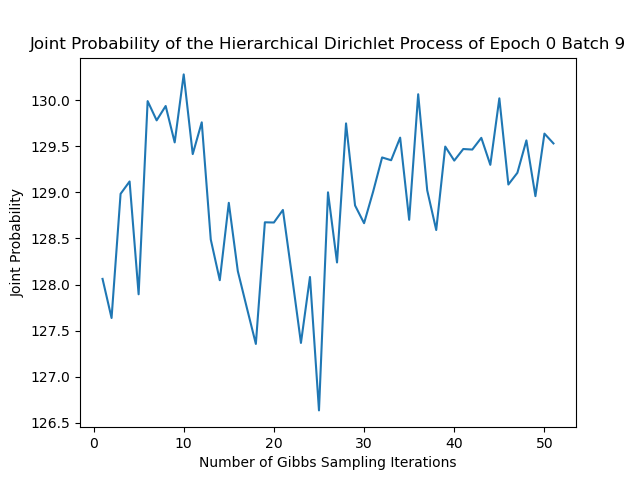 Joint Probability of the Hierarchical Dirichlet Process of Epoch 0 Batch 9
130.0
129.5
129.0
128.5
128.0
127.5
127.0
126.5
Joint Probability
0 10 20 30 40 50
Number of Gibbs Sampling Iterations